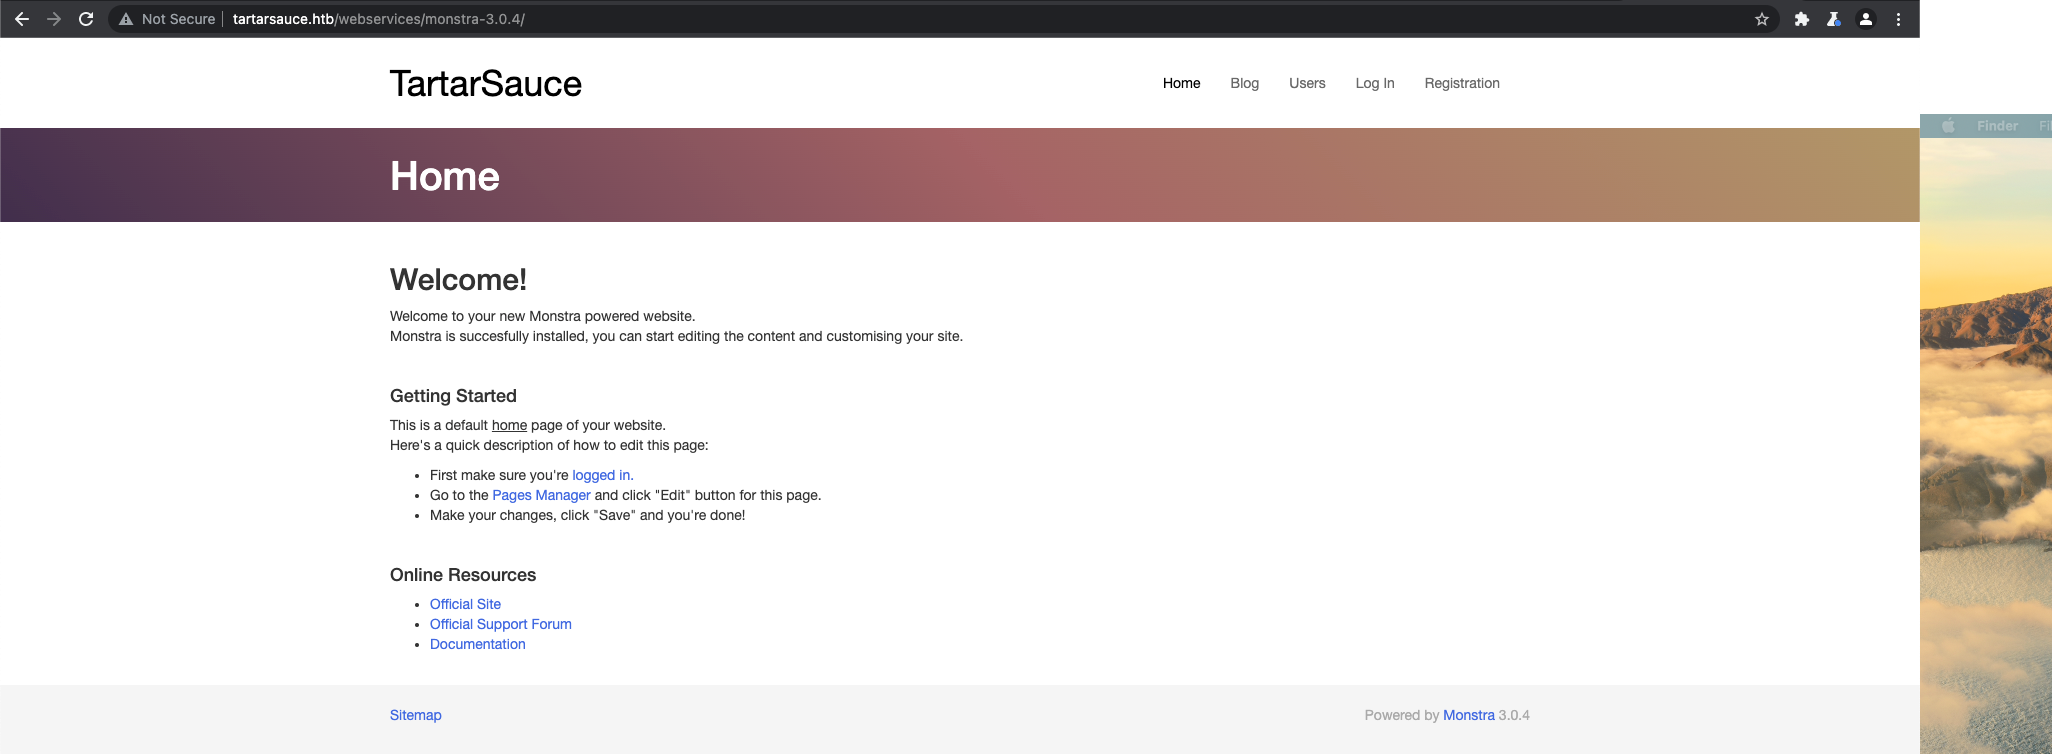 Not Secure | tartarsauce.htb/webservices/monstra-3.0.4/
Finder Fi
TartarSauce
Home Blog Users Log In Registration
Home
Welcome!
Welcome to your new Monstra powered website.
Monstra is succesfully installed, you can start editing the content and customising your site.
Getting Started
This is a default home page of your website.
Here's a quick description of how to edit this page:
• First make sure you're logged in.
• Go to the Pages Manager and click "Edit" button for this page.
• Make your changes, click "Save" and you're done!
Online Resources
• Official Site
• Official Support Forum
• Documentation
Sitemap
Powered by Monstra 3.0.4